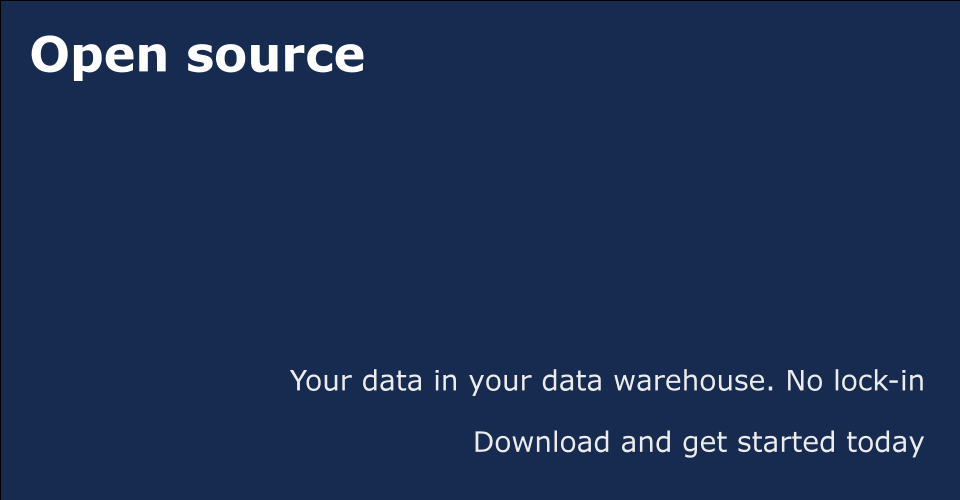 Open source
Your data in your data warehouse. No lock-in
Download and get started today